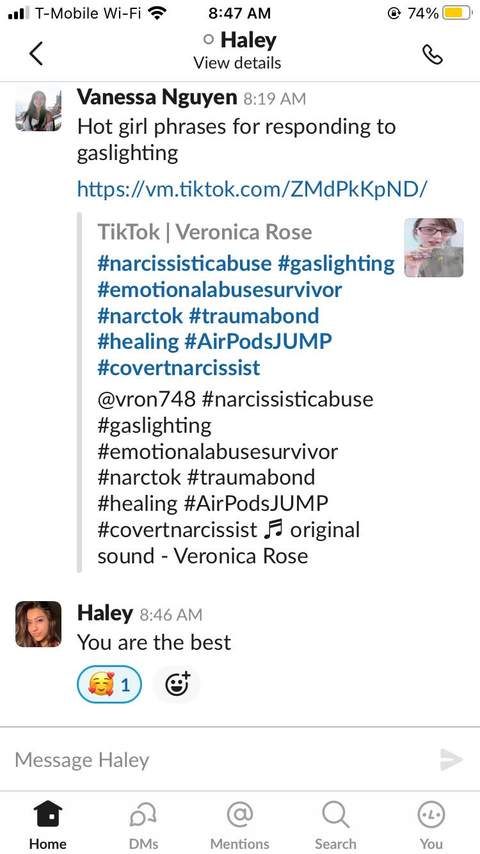 T-Mobile Wi-Fi 8:47 AM 74%
Haley
View details
Vanessa Nguyen 8:19 AM
Hot girl phrases for responding to
gaslighting
https://vm.tiktok.com/ZMdPkKpND/
TikTok | Veronica Rose
#narcissisticabuse #gaslighting
#emotionalabusesurvivor
#narctok #traumabond
#healing #AirPodsJUMP
#covertnarcissist
@vron748 #narcissisticabuse
#gaslighting
#emotionalabusesurvivor
#narctok #traumabond
#healing #AirPodsJUMP
#covertnarcissist 🎵 original
sound - Veronica Rose
Haley 8:46 AM
You are the best
🥰 1
Message Haley
Home DMs Mentions Search You